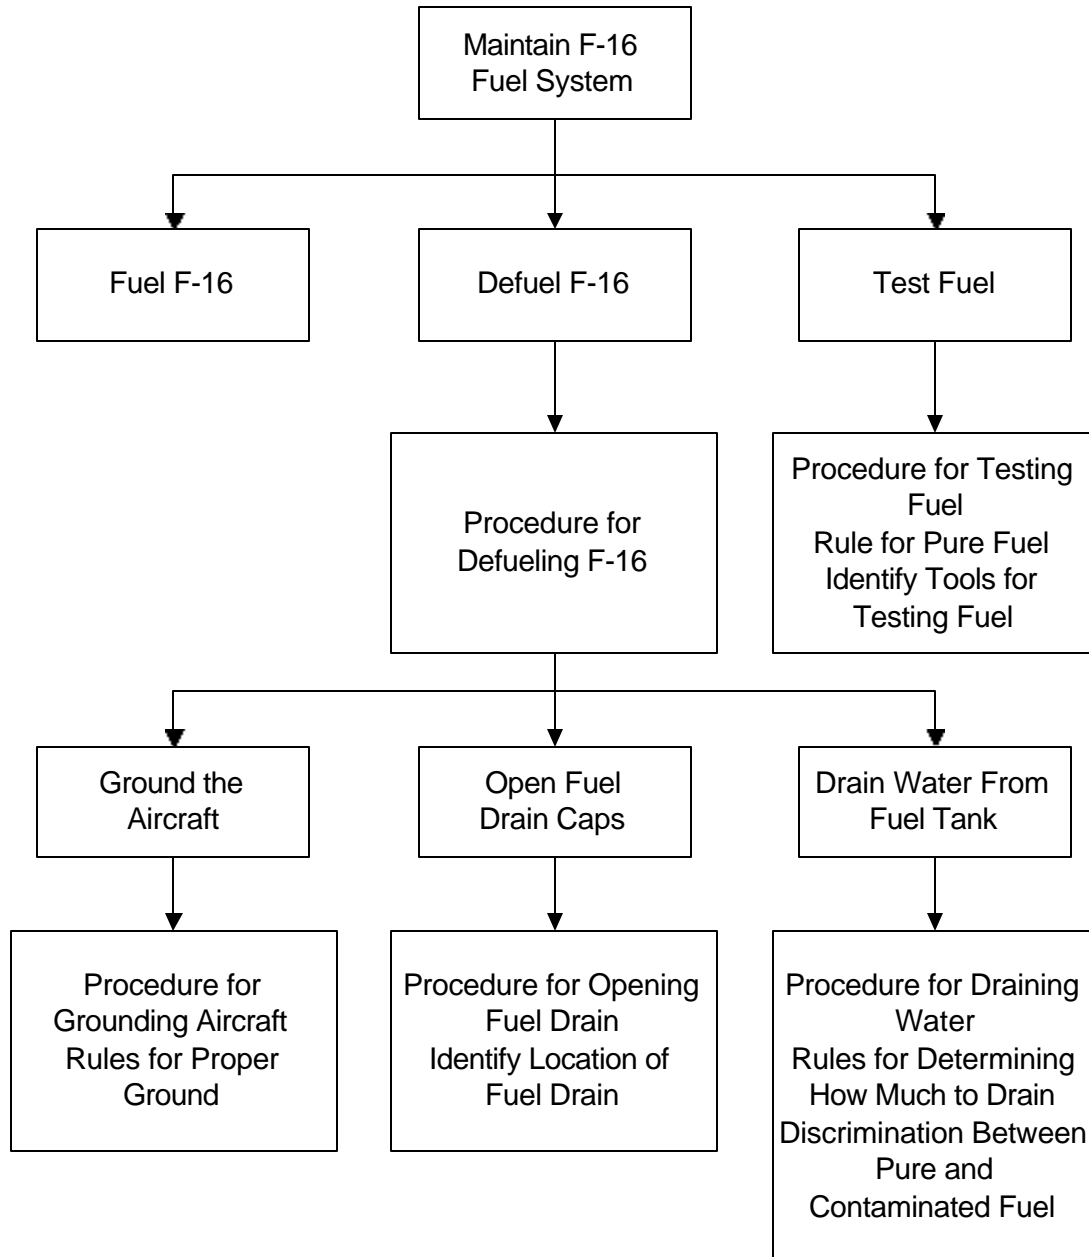 Maintain F-16
Fuel System
Fuel F-16
Defuel F-16
Test Fuel
Procedure for
Defueling F-16
Procedure for Testing
Fuel
Rule for Pure Fuel
Identify Tools for
Testing Fuel
Ground the
Aircraft
Open Fuel
Drain Caps
Drain Water From
Fuel Tank
Procedure for
Grounding Aircraft
Rules for Proper
Ground
Procedure for Opening
Fuel Drain
Identify Location of
Fuel Drain
Procedure for Draining
Water
Rules for Determining
How Much to Drain
Discrimination Between
Pure and
Contaminated Fuel